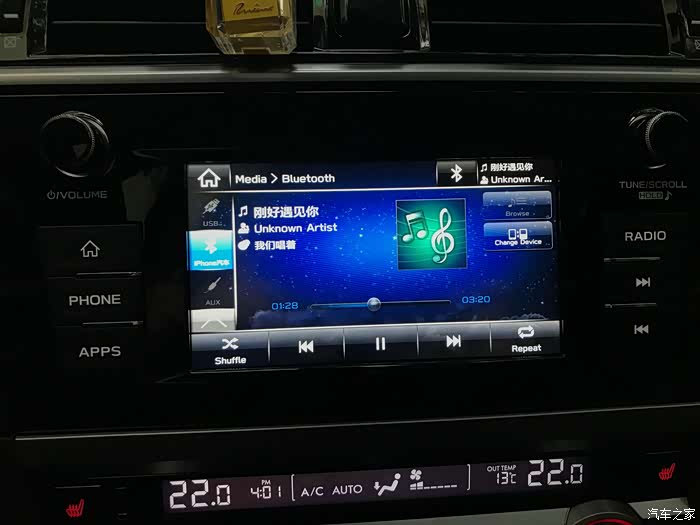 Media > Bluetooth
刚好遇见你
Unknown Ar...
VOLUME
TUNE/SCROLL
USB
iPhone汽车
AUX
刚好遇见你
Unknown Artist
我们唱着
Browse
Change Device
01:28
03:20
Shuffle
Repeat
PHONE
APPS
RADIO
22.0
PM
4:01
A/C AUTO
OUT TEMP
13℃
22.0
汽车之家